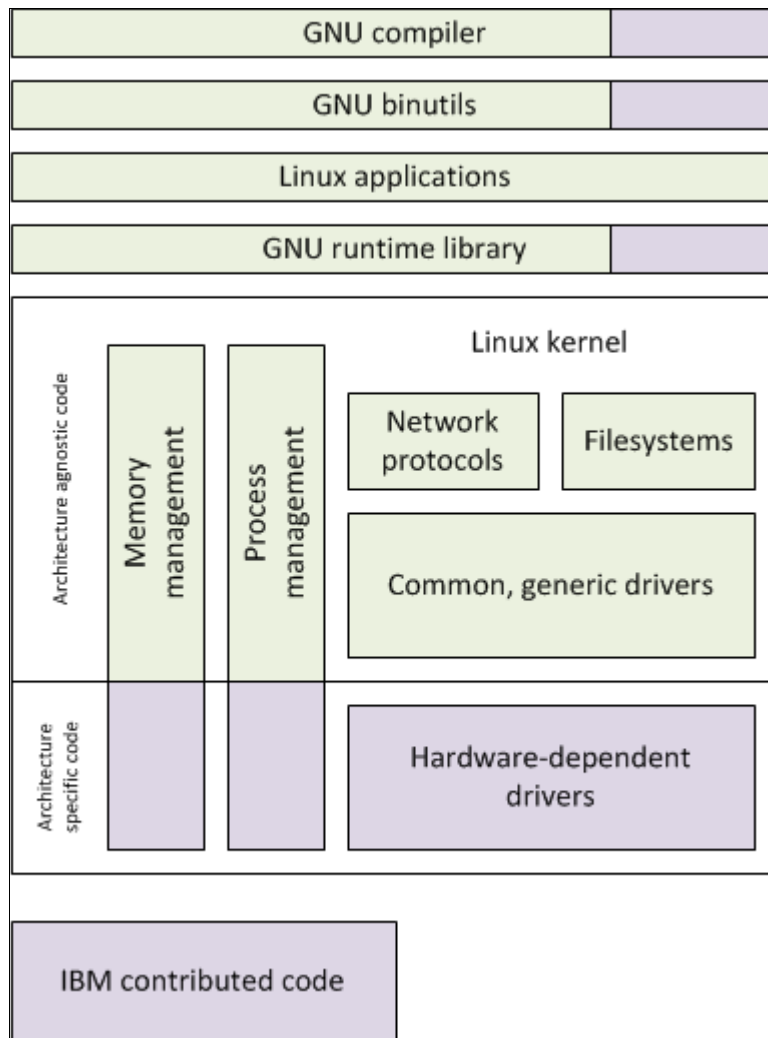 GNU compiler
GNU binutils
Linux applications
GNU runtime library
Linux kernel
Architecture agnostic code
Memory
management
Process
management
Network
protocols
Filesystems
Common, generic drivers
Architecture
specific code
Hardware-dependent
drivers
IBM contributed code